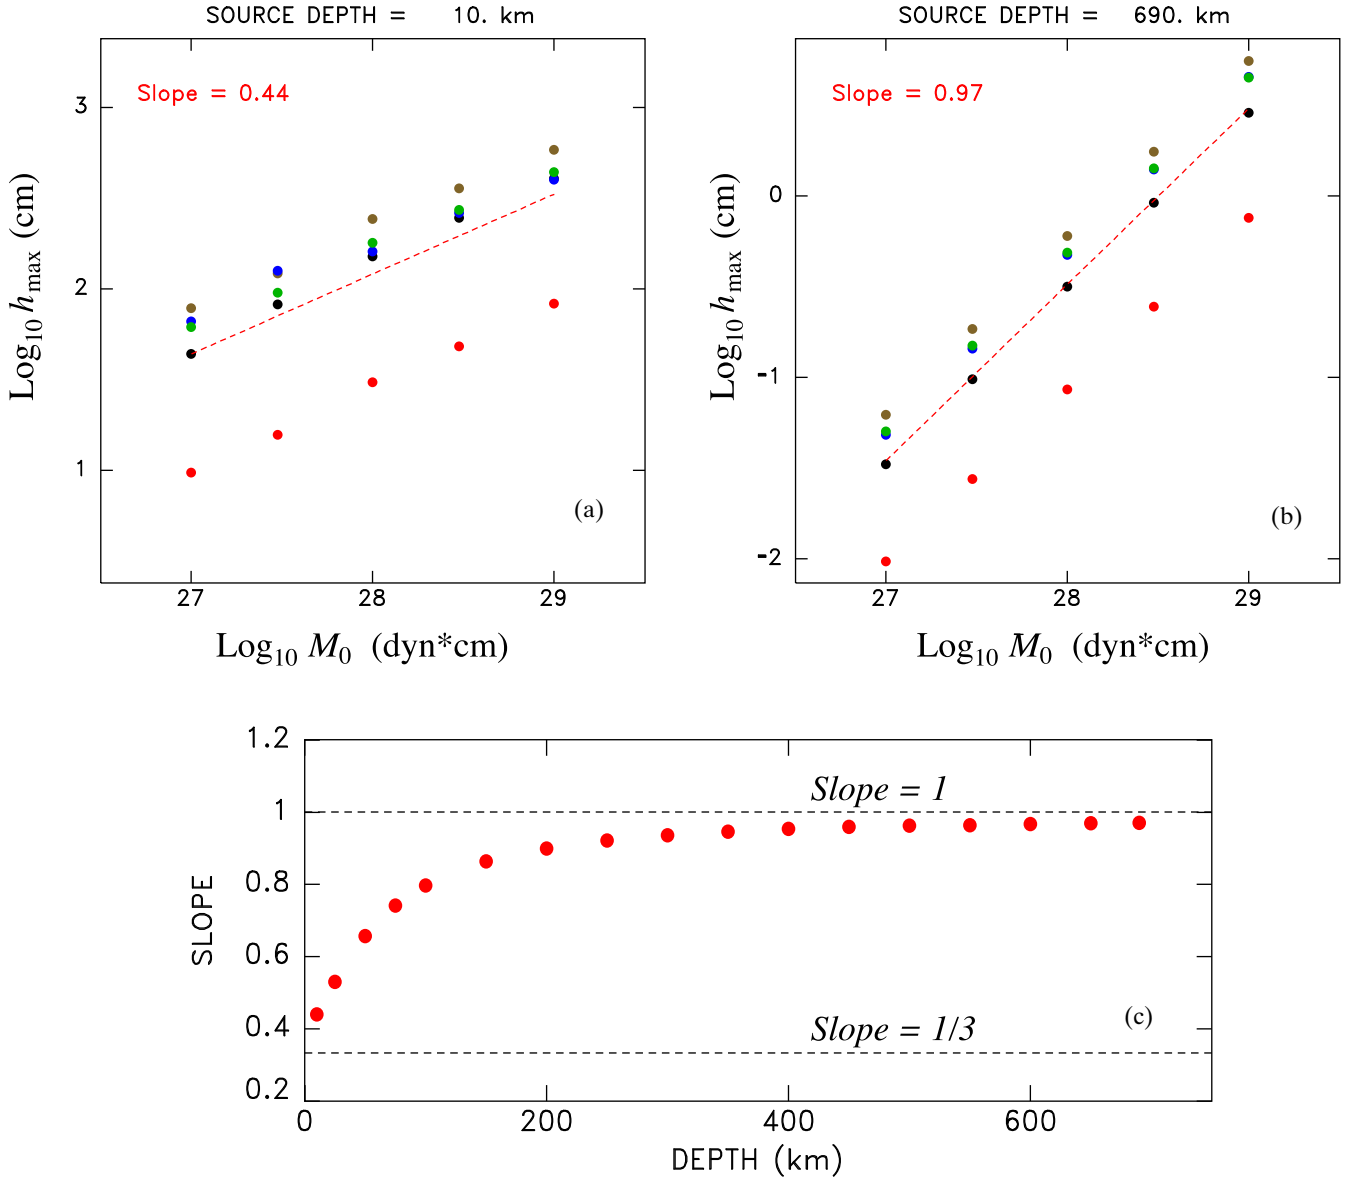 SOURCE DEPTH = 10. km
Slope = 0.44
3
2
1
Log10 hmax (cm)
(a)
27 28 29
Log10 M0 (dyn*cm)
SOURCE DEPTH = 690. km
Slope = 0.97
0
-1
-2
Log10 hmax (cm)
(b)
27 28 29
Log10 M0 (dyn*cm)
1.2
1
0.8
0.6
0.4
0.2
SLOPE
Slope = 1
Slope = 1/3
(c)
0 200 400 600
DEPTH (km)